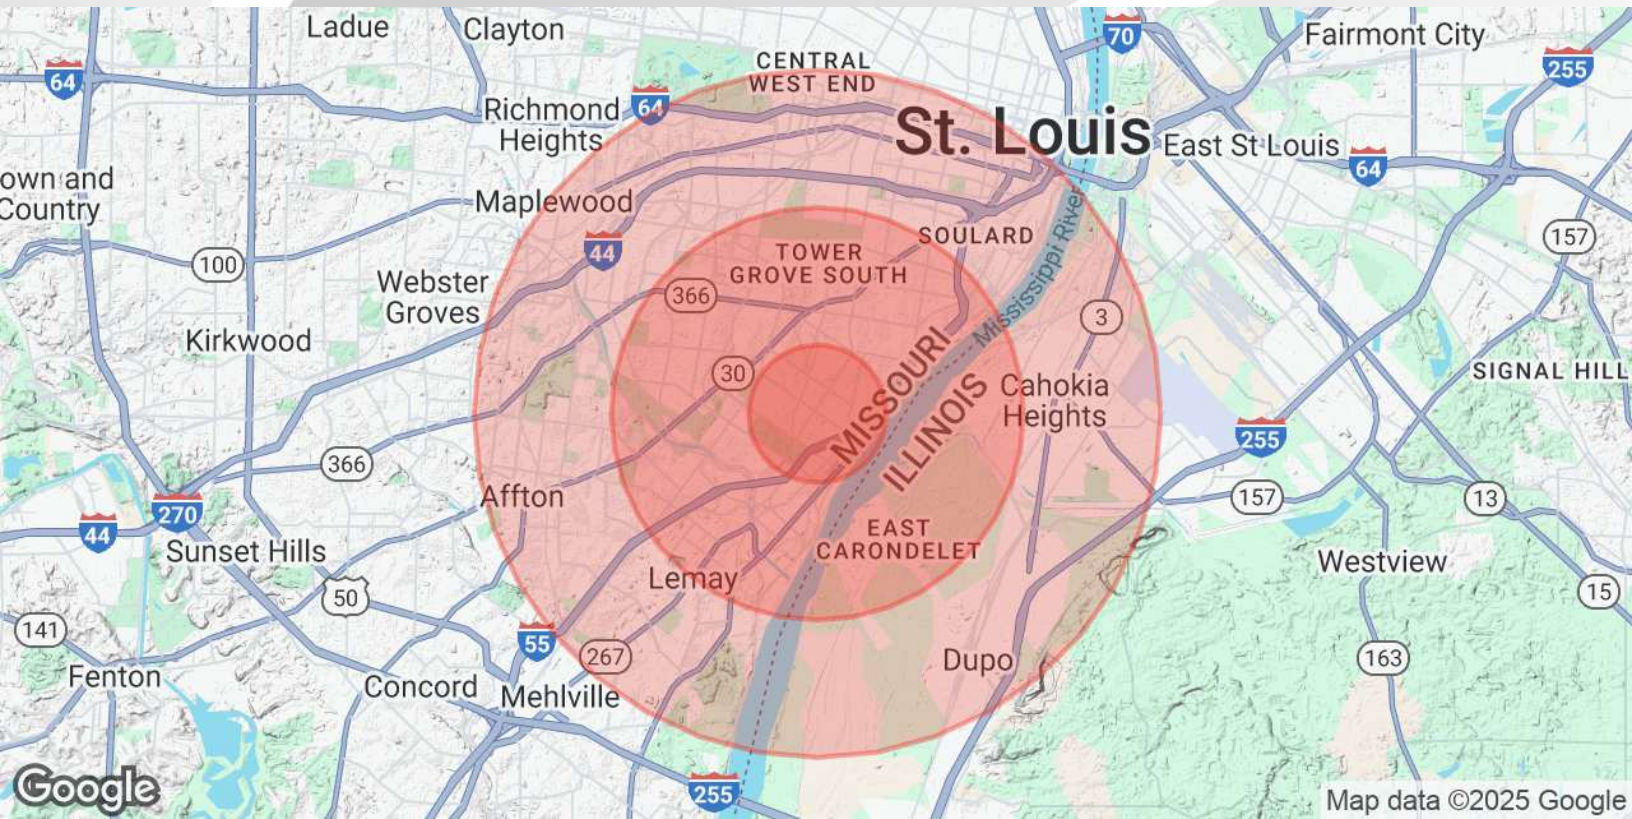 Ladue
Clayton
70
Fairmont City
64
CENTRAL
WEST END
255
Richmond
Heights
64
St. Louis
East St Louis
64
own and
Country
Maplewood
44
100
SOULARD
157
TOWER
GROVE SOUTH
Mississippi River
Webster
Groves
366
3
Kirkwood
MISSOURI
ILLINOIS
30
Cahokia
Heights
SIGNAL HILL
255
366
Affton
157
13
270
44
Sunset Hills
EAST
CARONDELET
Westview
Lemay
50
15
141
55
267
Dupo
163
Fenton
Concord
Mehlville
255
Google
Map data ©2025 Google